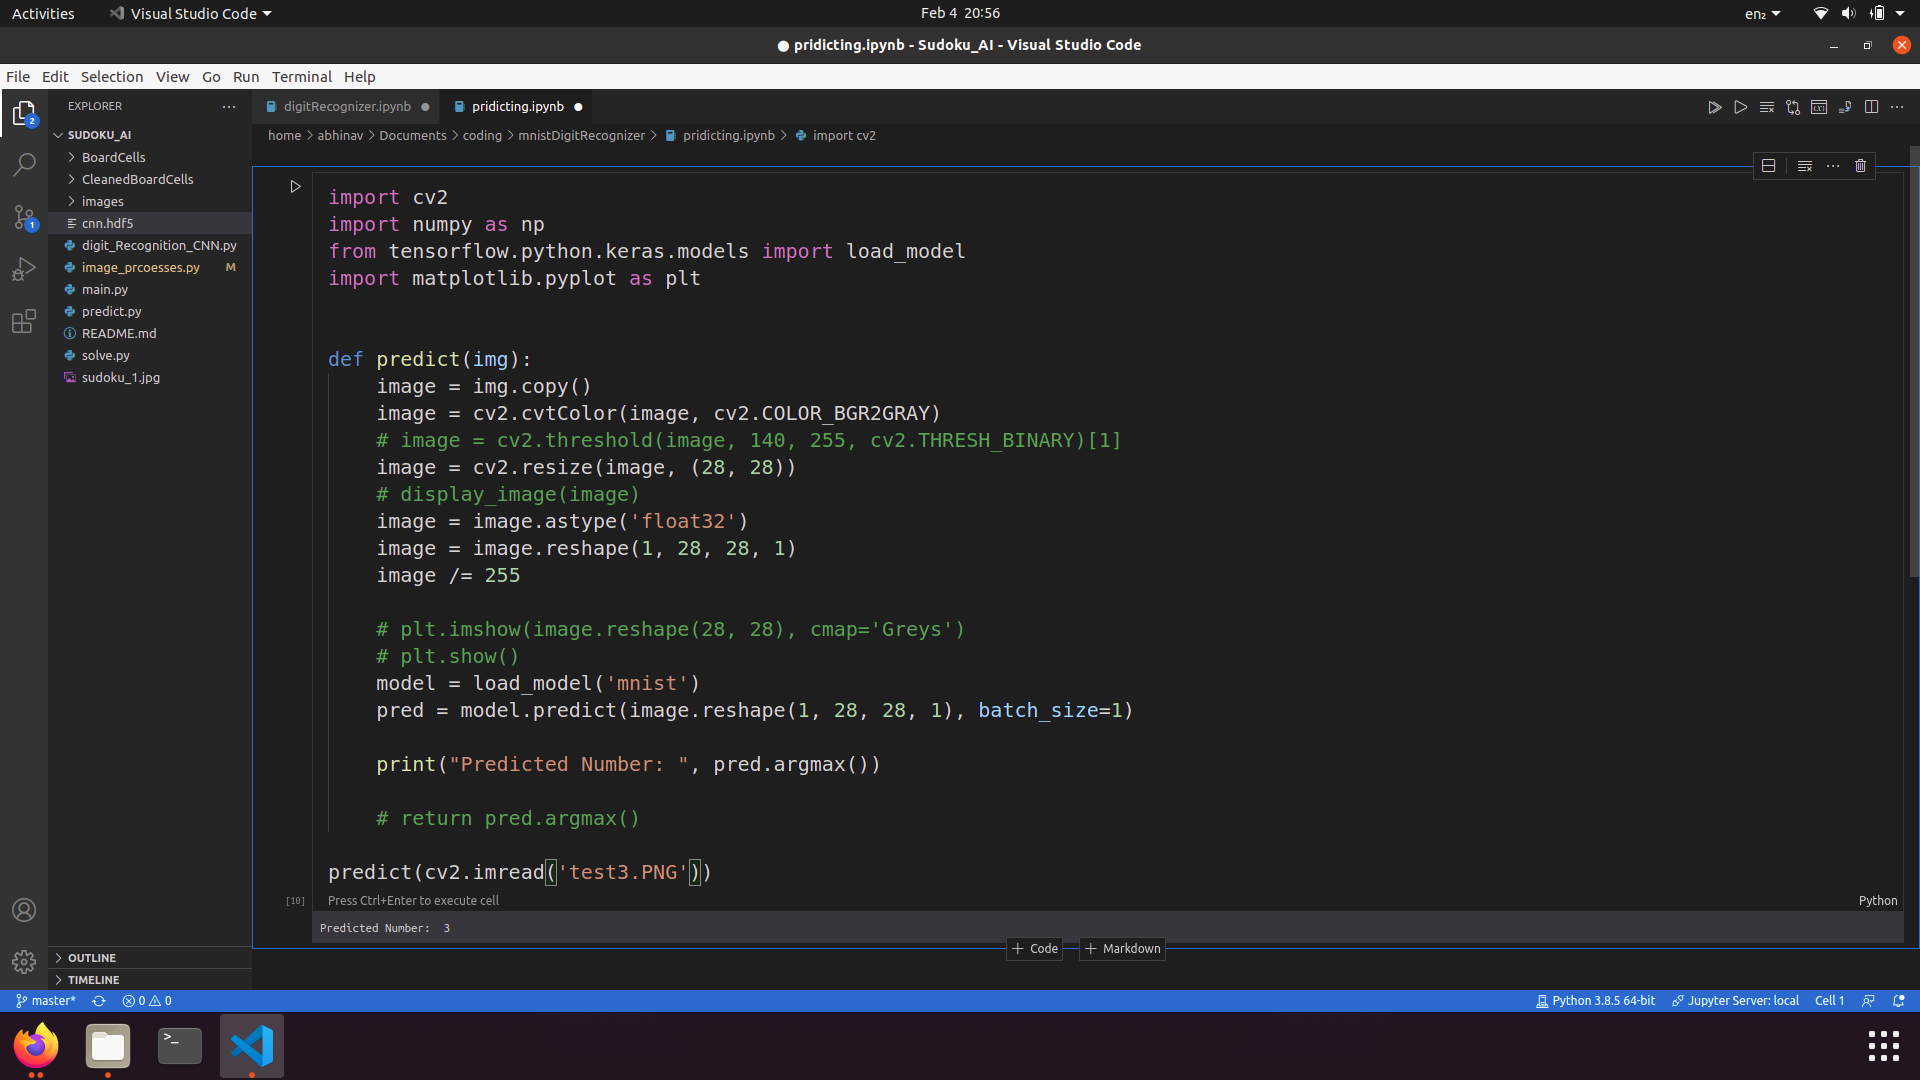 Activities
Visual Studio Code
Feb 4 20:56
en₂
● pridicting.ipynb - Sudoku_AI - Visual Studio Code
File Edit Selection View Go Run Terminal Help
EXPLORER
SUDOKU_AI
BoardCells
CleanedBoardCells
images
cnn.hdf5
digit_Recognition_CNN.py
image_prcoesses.py M
main.py
predict.py
README.md
solve.py
sudoku_1.jpg
OUTLINE
TIMELINE
2
1
digitRecognizer.ipynb ●
pridicting.ipynb ●
home > abhinav > Documents > coding > mnistDigitRecognizer > pridicting.ipynb > import cv2
import cv2
import numpy as np
from tensorflow.python.keras.models import load_model
import matplotlib.pyplot as plt
def predict(img):
image = img.copy()
image = cv2.cvtColor(image, cv2.COLOR_BGR2GRAY)
# image = cv2.threshold(image, 140, 255, cv2.THRESH_BINARY)[1]
image = cv2.resize(image, (28, 28))
# display_image(image)
image = image.astype('float32')
image = image.reshape(1, 28, 28, 1)
image /= 255
# plt.imshow(image.reshape(28, 28), cmap='Greys')
# plt.show()
model = load_model('mnist')
pred = model.predict(image.reshape(1, 28, 28, 1), batch_size=1)
print("Predicted Number: ", pred.argmax())
# return pred.argmax()
predict(cv2.imread('test3.PNG'))
[10] Press Ctrl+Enter to execute cell
Python
Predicted Number:  3
+ Code + Markdown
master* 0 0
Python 3.8.5 64-bit Jupyter Server: local Cell 1
>_